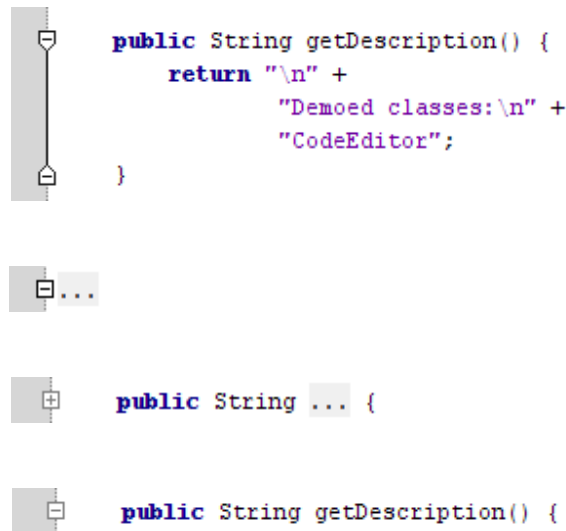 public String getDescription() {
return "\n" +
"Demoed classes:\n" +
"CodeEditor";
}
...
public String ... {
public String getDescription() {